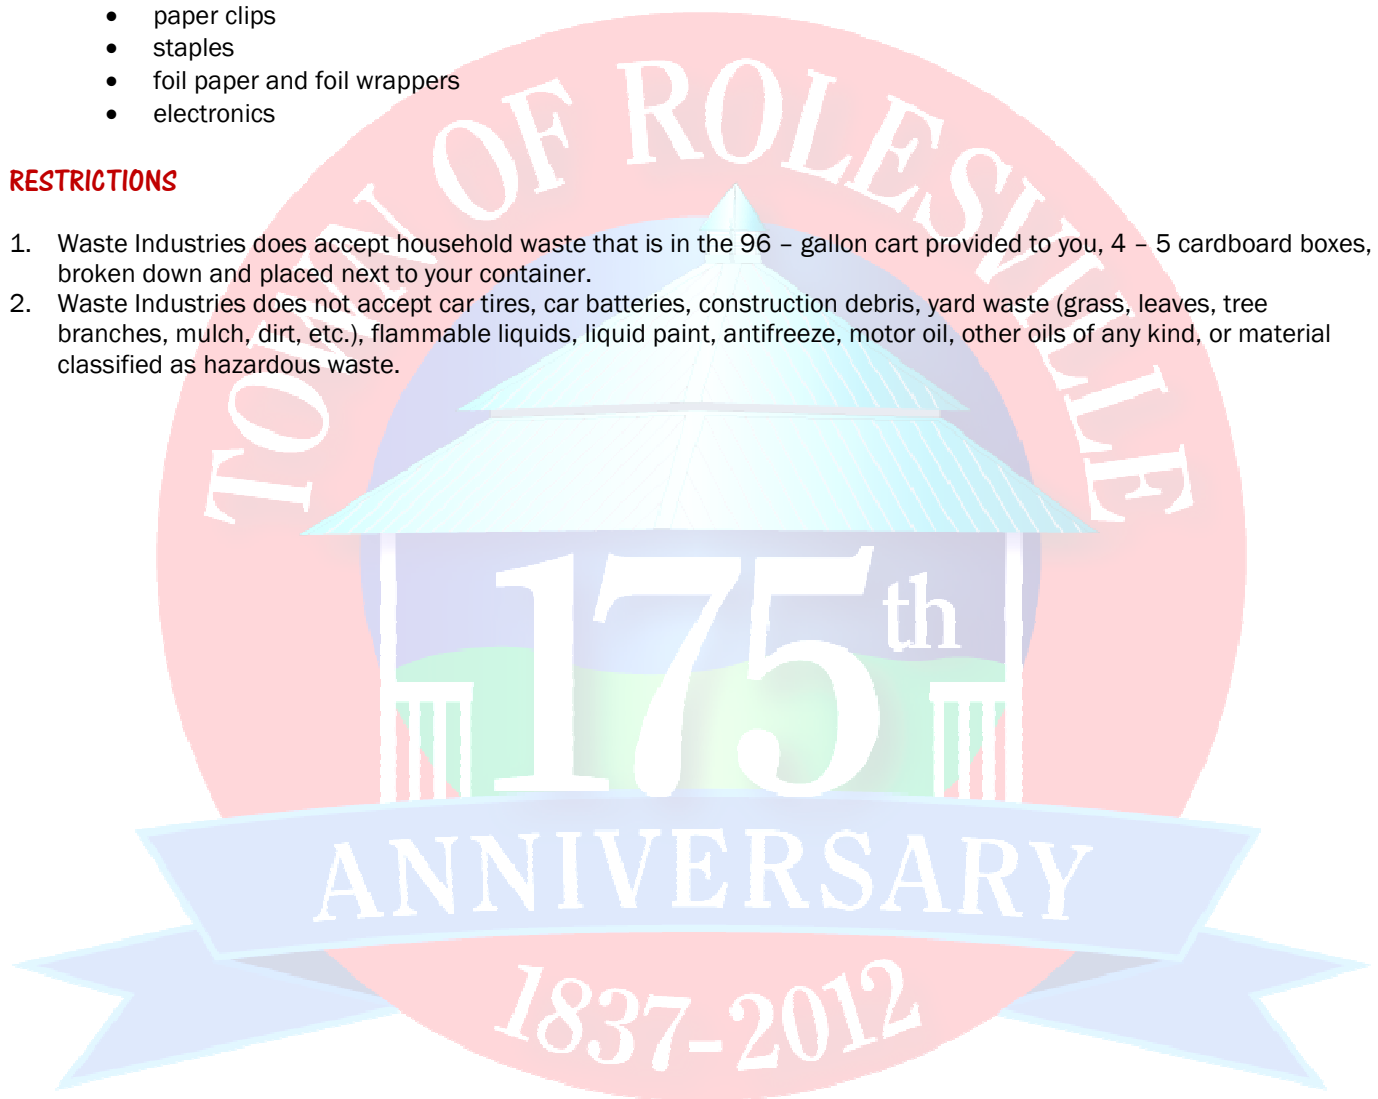 • paper clips
• staples
• foil paper and foil wrappers
• electronics
RESTRICTIONS
1. Waste Industries does accept household waste that is in the 96 – gallon cart provided to you, 4 – 5 cardboard boxes,
broken down and placed next to your container.
2. Waste Industries does not accept car tires, car batteries, construction debris, yard waste (grass, leaves, tree
branches, mulch, dirt, etc.), flammable liquids, liquid paint, antifreeze, motor oil, other oils of any kind, or material
classified as hazardous waste.
TOWN OF ROLESVILLE
175th
ANNIVERSARY
1837-2012